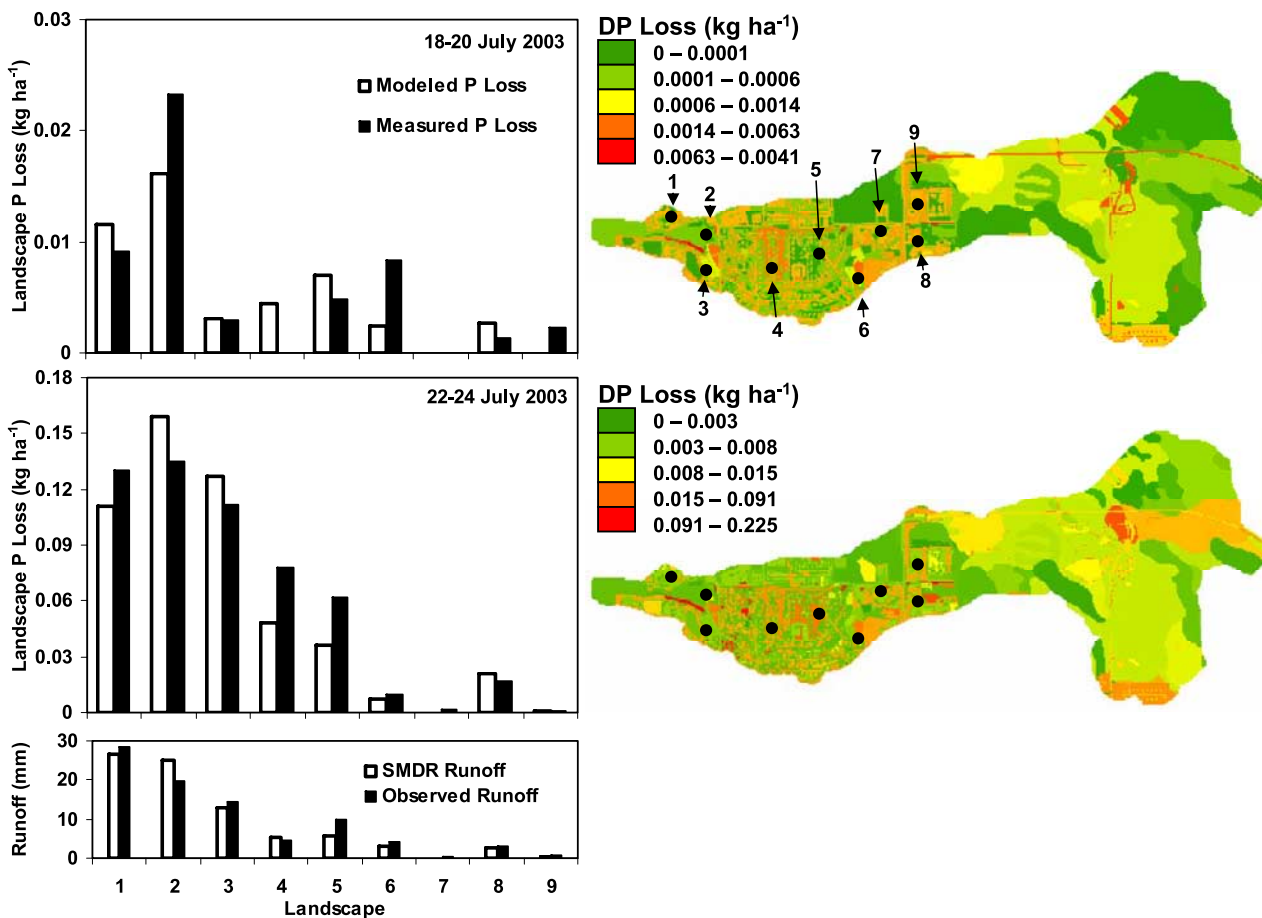 0.03
0.02
0.01
0
Landscape P Loss (kg ha⁻¹)
18-20 July 2003
Modeled P Loss
Measured P Loss
DP Loss (kg ha⁻¹)
0 – 0.0001
0.0001 – 0.0006
0.0006 – 0.0014
0.0014 – 0.0063
0.0063 – 0.0041
1
2
3
4
5
6
7
8
9
0.18
0.15
0.12
0.09
0.06
0.03
0
Landscape P Loss (kg ha⁻¹)
22-24 July 2003
DP Loss (kg ha⁻¹)
0 – 0.003
0.003 – 0.008
0.008 – 0.015
0.015 – 0.091
0.091 – 0.225
30
20
10
0
Runoff (mm)
SMDR Runoff
Observed Runoff
1 2 3 4 5 6 7 8 9
Landscape